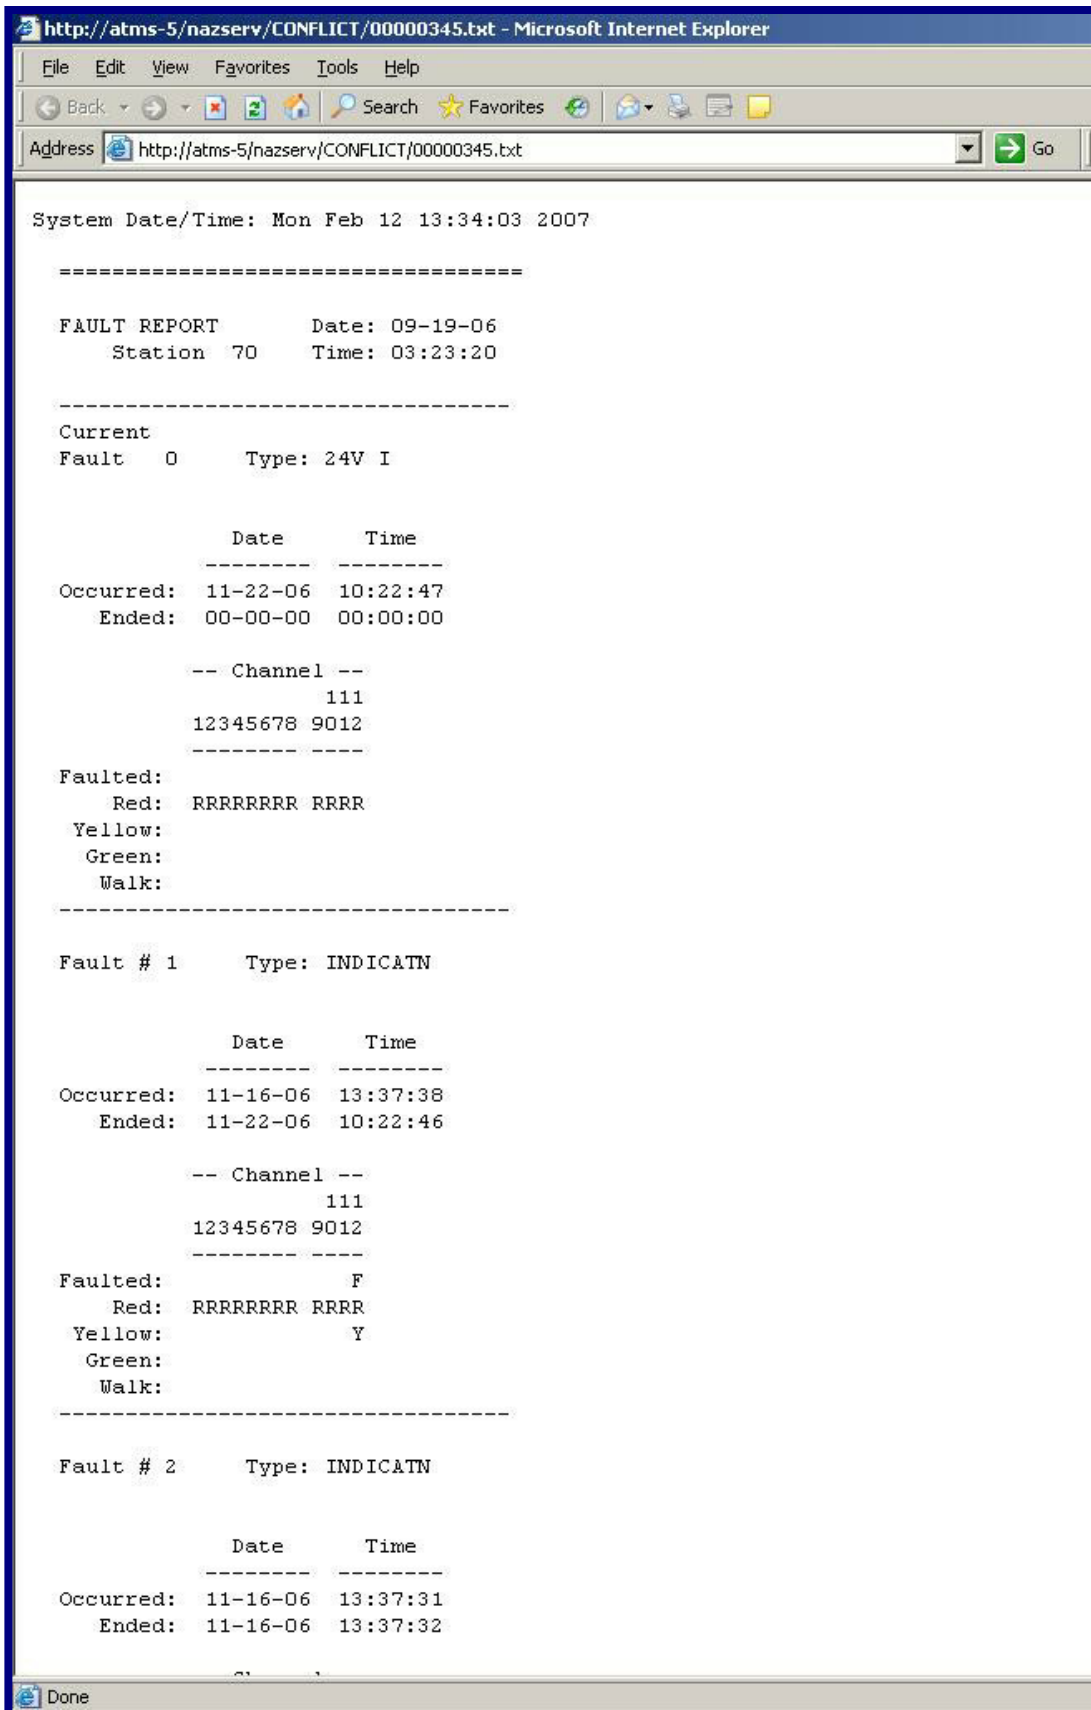 http://atms-5/nazserv/CONFLICT/00000345.txt - Microsoft Internet Explorer
File Edit View Favorites Tools Help
Back Search Favorites
Address http://atms-5/nazserv/CONFLICT/00000345.txt Go
System Date/Time: Mon Feb 12 13:34:03 2007
===================================
FAULT REPORT Date: 09-19-06
Station 70 Time: 03:23:20
----------------------------------
Current
Fault 0 Type: 24V I
Date Time
-------- --------
Occurred: 11-22-06 10:22:47
Ended: 00-00-00 00:00:00
-- Channel --
111
12345678 9012
-------- ----
Faulted:
Red: RRRRRRRR RRRR
Yellow:
Green:
Walk:
----------------------------------
Fault # 1 Type: INDICATN
Date Time
-------- --------
Occurred: 11-16-06 13:37:38
Ended: 11-22-06 10:22:46
-- Channel --
111
12345678 9012
-------- ----
Faulted: F
Red: RRRRRRRR RRRR
Yellow: Y
Green:
Walk:
----------------------------------
Fault # 2 Type: INDICATN
Date Time
-------- --------
Occurred: 11-16-06 13:37:31
Ended: 11-16-06 13:37:32
Done